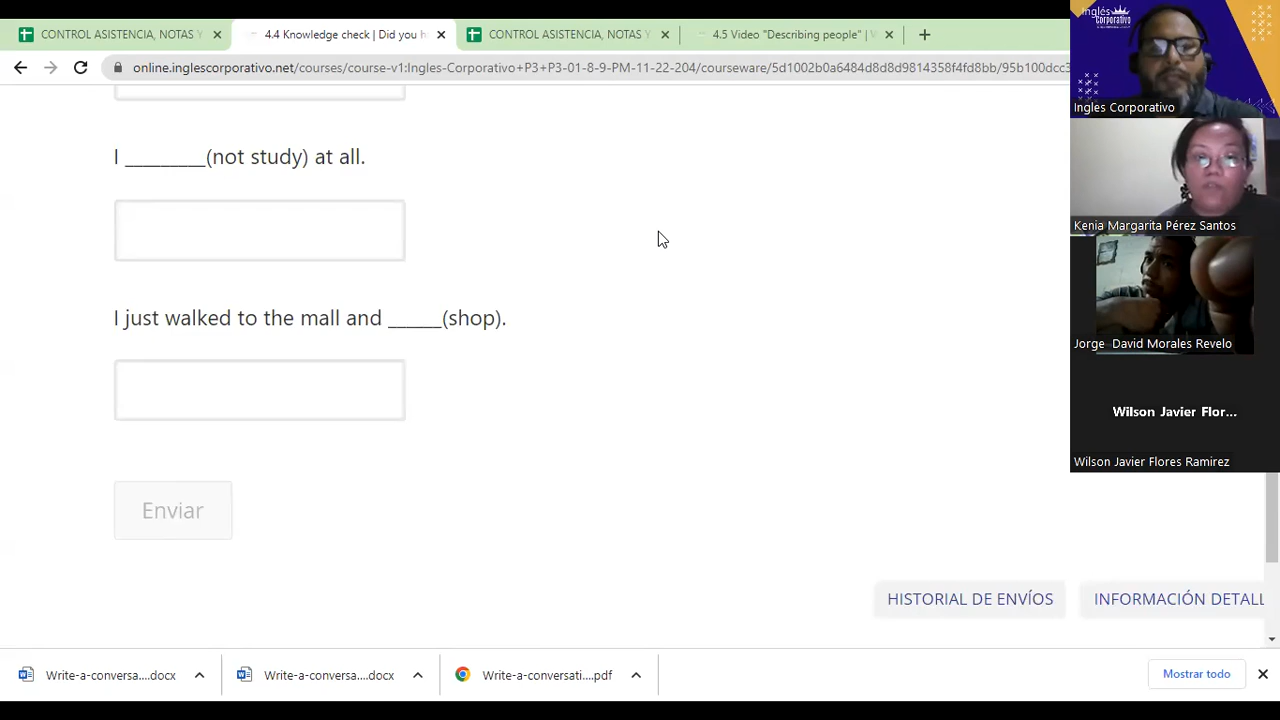 CONTROL ASISTENCIA, NOTAS Y
4.4 Knowledge check | Did you h
CONTROL ASISTENCIA, NOTAS Y
4.5 Video "Describing people" | V
online.inglescorporativo.net/courses/course-v1:Ingles-Corporativo+P3+P3-01-8-9-PM-11-22-204/courseware/5d1002b0a6484d8d8d9814358f4fd8bb/95b100dcc3
Inglés
Corporativo
Ingles Corporativo
I _________(not study) at all.
Kenia Margarita Pérez Santos
I just walked to the mall and ______(shop).
Jorge David Morales Revelo
Wilson Javier Flor...
Wilson Javier Flores Ramirez
Enviar
HISTORIAL DE ENVÍOS
INFORMACIÓN DETALL
Write-a-conversa....docx
Write-a-conversa....docx
Write-a-conversati....pdf
Mostrar todo